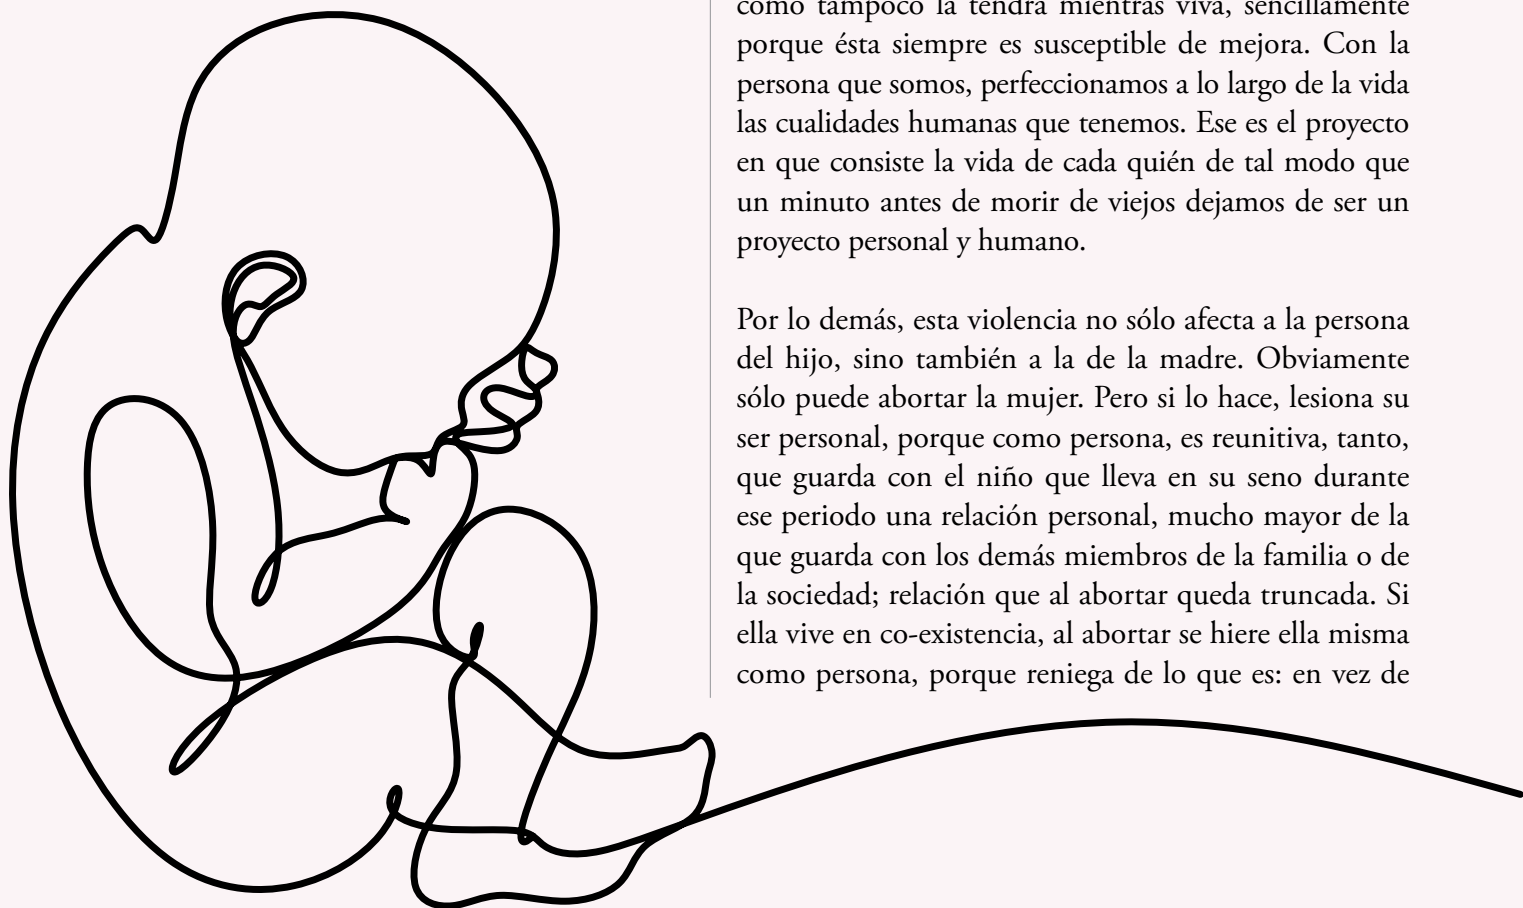 como tampoco la tendrá mientras viva, sencillamente
porque ésta siempre es susceptible de mejora. Con la
persona que somos, perfeccionamos a lo largo de la vida
las cualidades humanas que tenemos. Ese es el proyecto
en que consiste la vida de cada quién de tal modo que
un minuto antes de morir de viejos dejamos de ser un
proyecto personal y humano.
Por lo demás, esta violencia no sólo afecta a la persona
del hijo, sino también a la de la madre. Obviamente
sólo puede abortar la mujer. Pero si lo hace, lesiona su
ser personal, porque como persona, es reunitiva, tanto,
que guarda con el niño que lleva en su seno durante
ese periodo una relación personal, mucho mayor de la
que guarda con los demás miembros de la familia o de
la sociedad; relación que al abortar queda truncada. Si
ella vive en co-existencia, al abortar se hiere ella misma
como persona, porque reniega de lo que es: en vez de